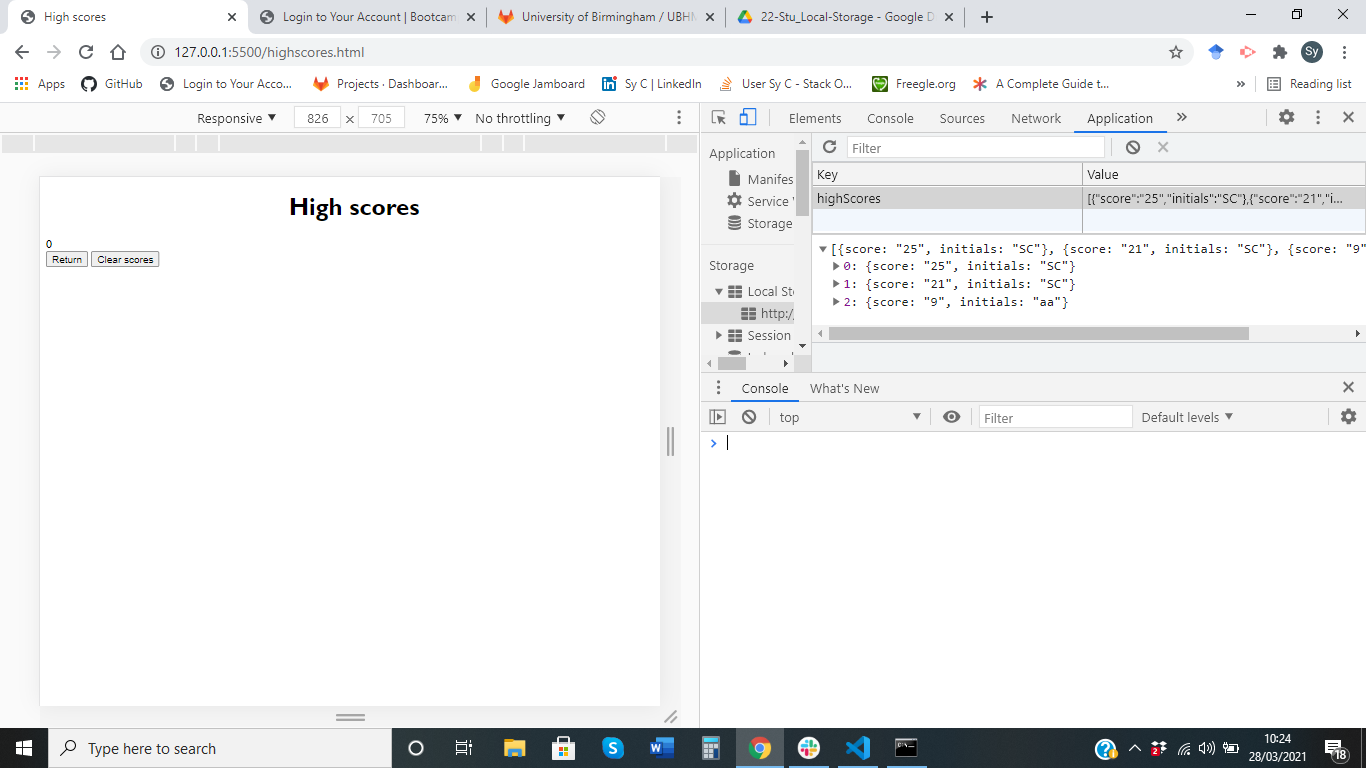 High scores
Login to Your Account | Bootcam
University of Birmingham / UBHM
22-Stu_Local-Storage - Google D
127.0.0.1:5500/highscores.html
Sy
Apps
GitHub
Login to Your Acco...
Projects · Dashboar...
Google Jamboard
Sy C | LinkedIn
User Sy C - Stack O...
Freegle.org
A Complete Guide t...
»
Reading list
Responsive ▼ 826 × 705 75% ▼ No throttling ▼
High scores
0
Return Clear scores
Elements Console Sources Network Application »
Application
Manifes
Service
Storage
Storage
Local Sto
http:/
Session
Filter
Key Value
highScores [{"score":"25","initials":"SC"},{"score":"21","i...
▼[{score: "25", initials: "SC"}, {score: "21", initials: "SC"}, {score: "9"
▶0: {score: "25", initials: "SC"}
▶1: {score: "21", initials: "SC"}
▶2: {score: "9", initials: "aa"}
Console What's New
top ▼ Filter Default levels ▼
>
Type here to search
10:24
28/03/2021
18